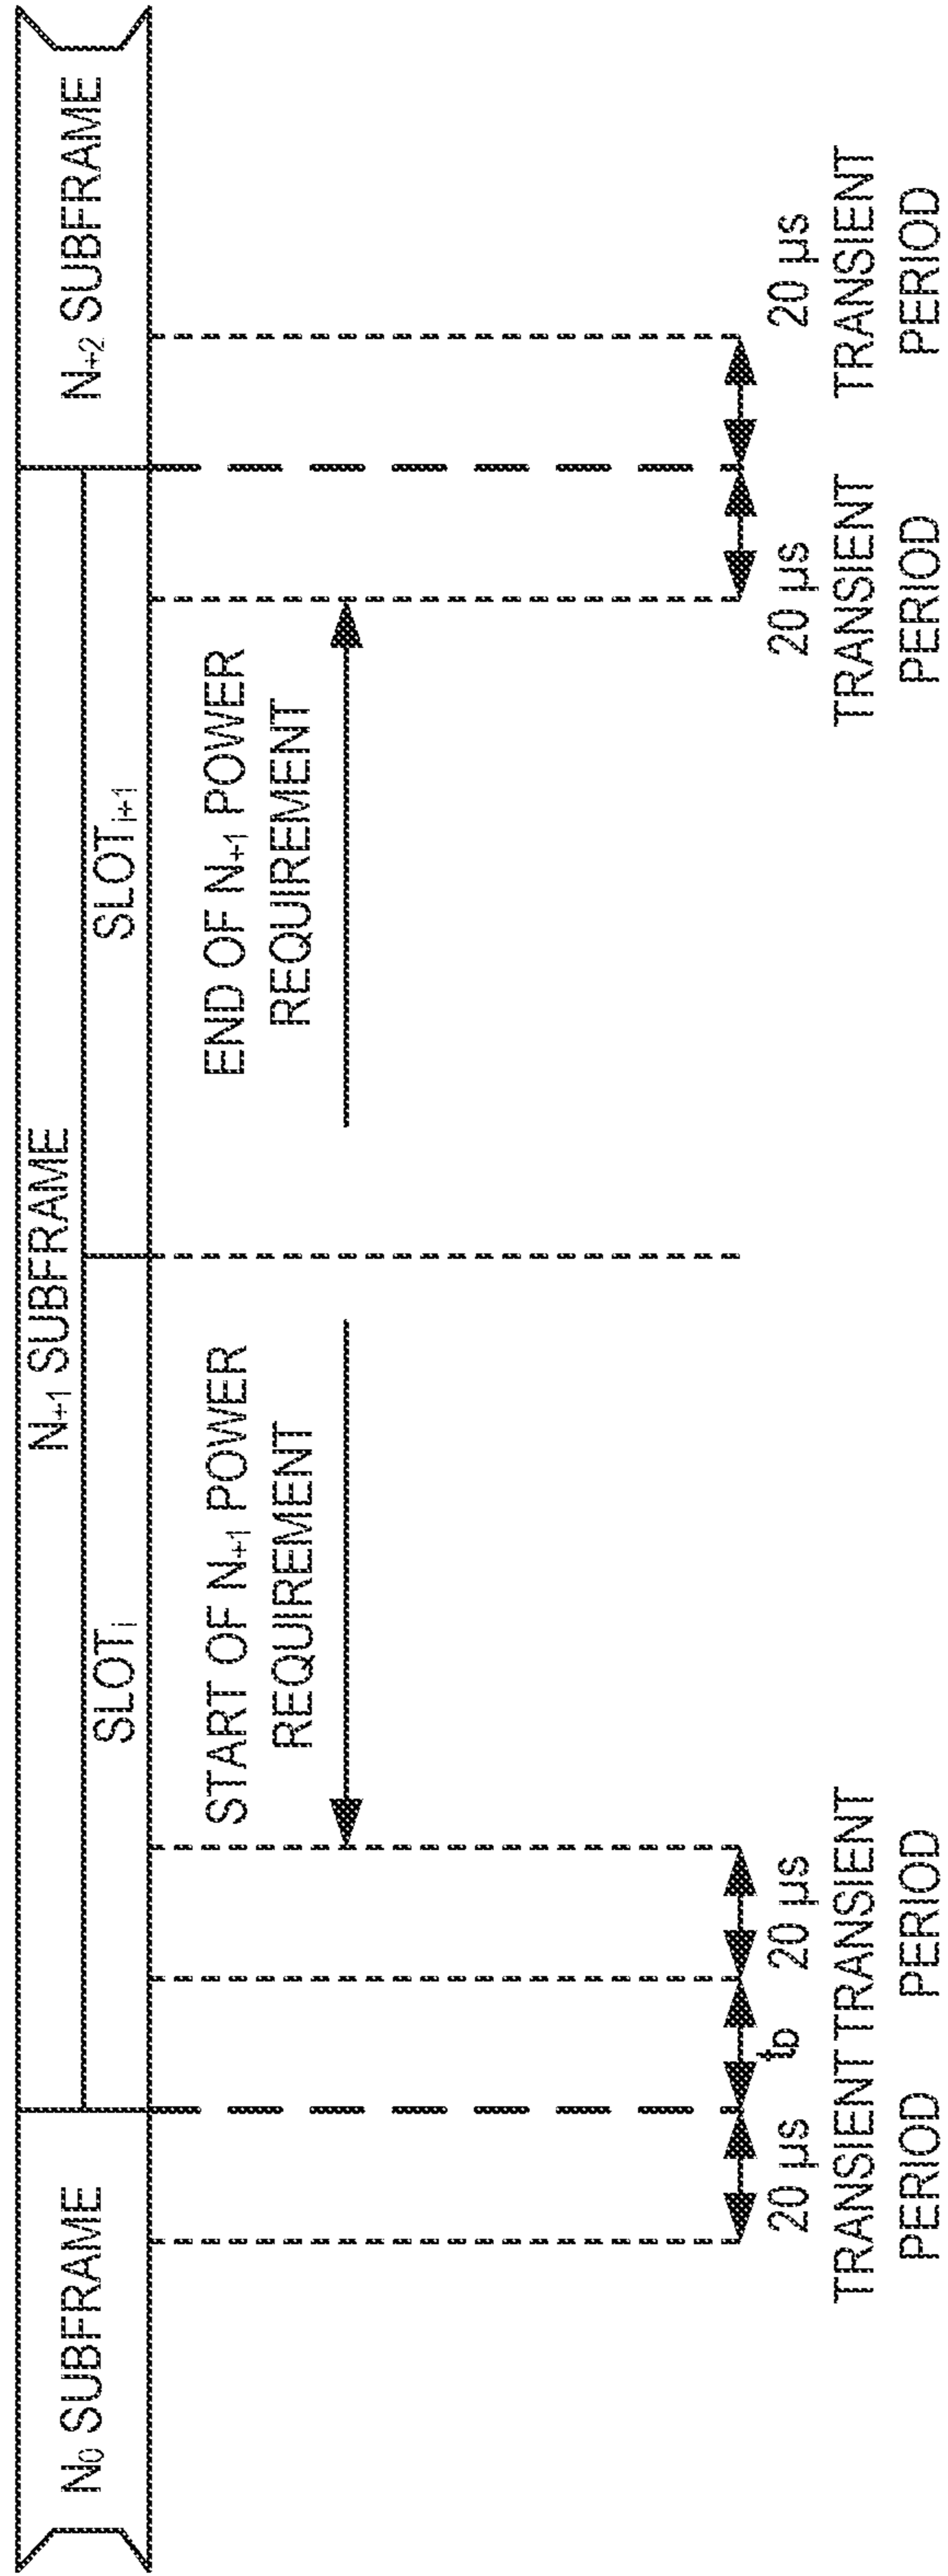 N₀ SUBFRAME
N₊₁ SUBFRAME
N₊₂ SUBFRAME
SLOTᵢ
SLOTᵢ₊₁
START OF N₊₁ POWER
REQUIREMENT
END OF N₊₁ POWER
REQUIREMENT
20 µs
TRANSIENT
PERIOD
tp
20 µs
TRANSIENT
PERIOD
20 µs
TRANSIENT
PERIOD
20 µs
TRANSIENT
PERIOD